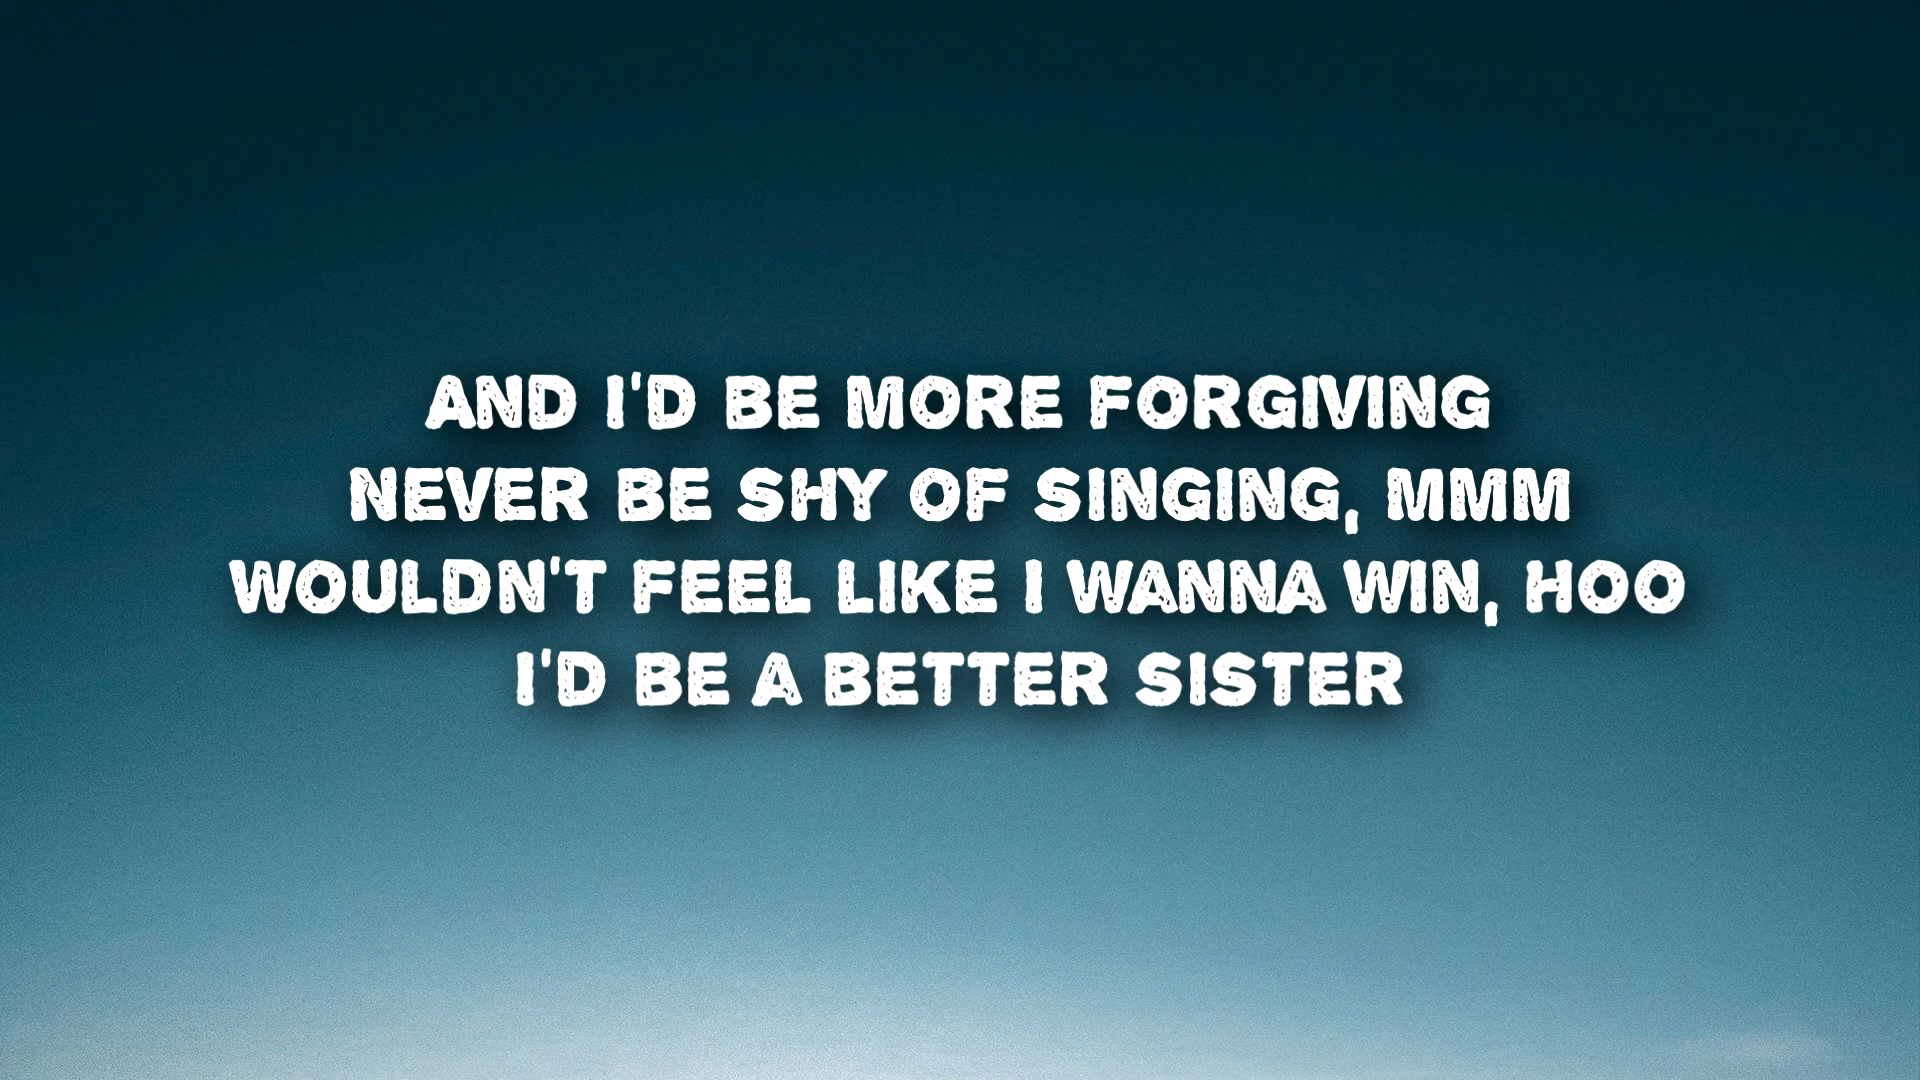 AND I'D BE MORE FORGIVING
NEVER BE SHY OF SINGING, MMM
WOULDN'T FEEL LIKE I WANNA WIN, HOO
I'D BE A BETTER SISTER